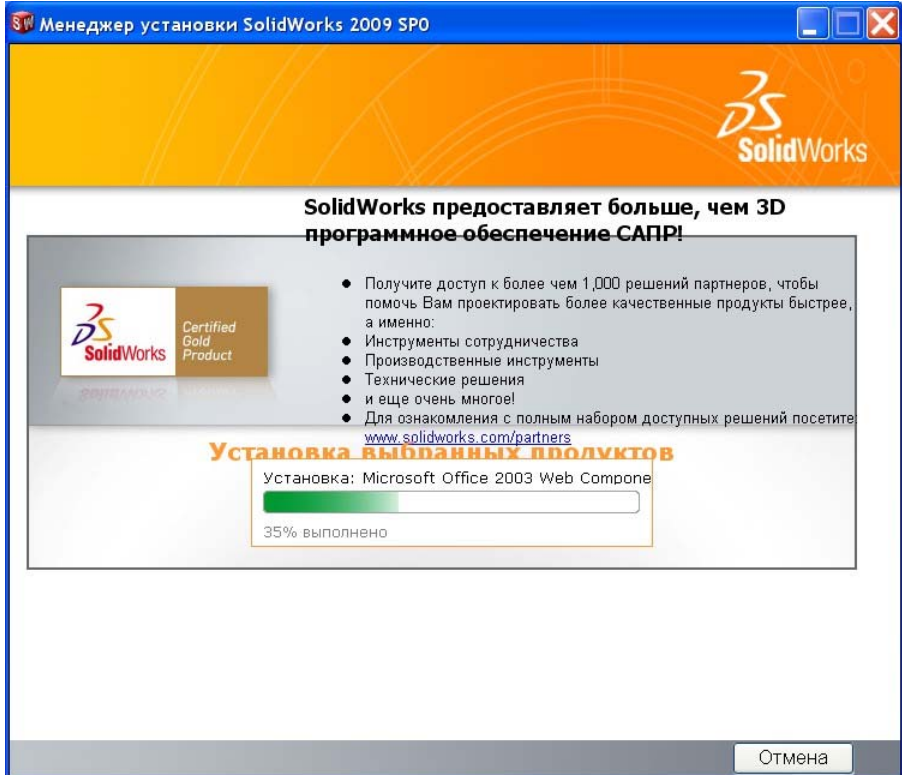 Менеджер установки SolidWorks 2009 SP0
SolidWorks
SolidWorks предоставляет больше, чем 3D
программное обеспечение САПР!
Получите доступ к более чем 1,000 решений партнеров, чтобы
помочь Вам проектировать более качественные продукты быстрее,
а именно:
Инструменты сотрудничества
Производственные инструменты
Технические решения
и еще очень многое!
Для ознакомления с полным набором доступных решений посетите
www.solidworks.com/partners
SolidWorks
Certified
Gold
Product
Установка выбранных продуктов
Установка: Microsoft Office 2003 Web Compone
35% выполнено
Отмена